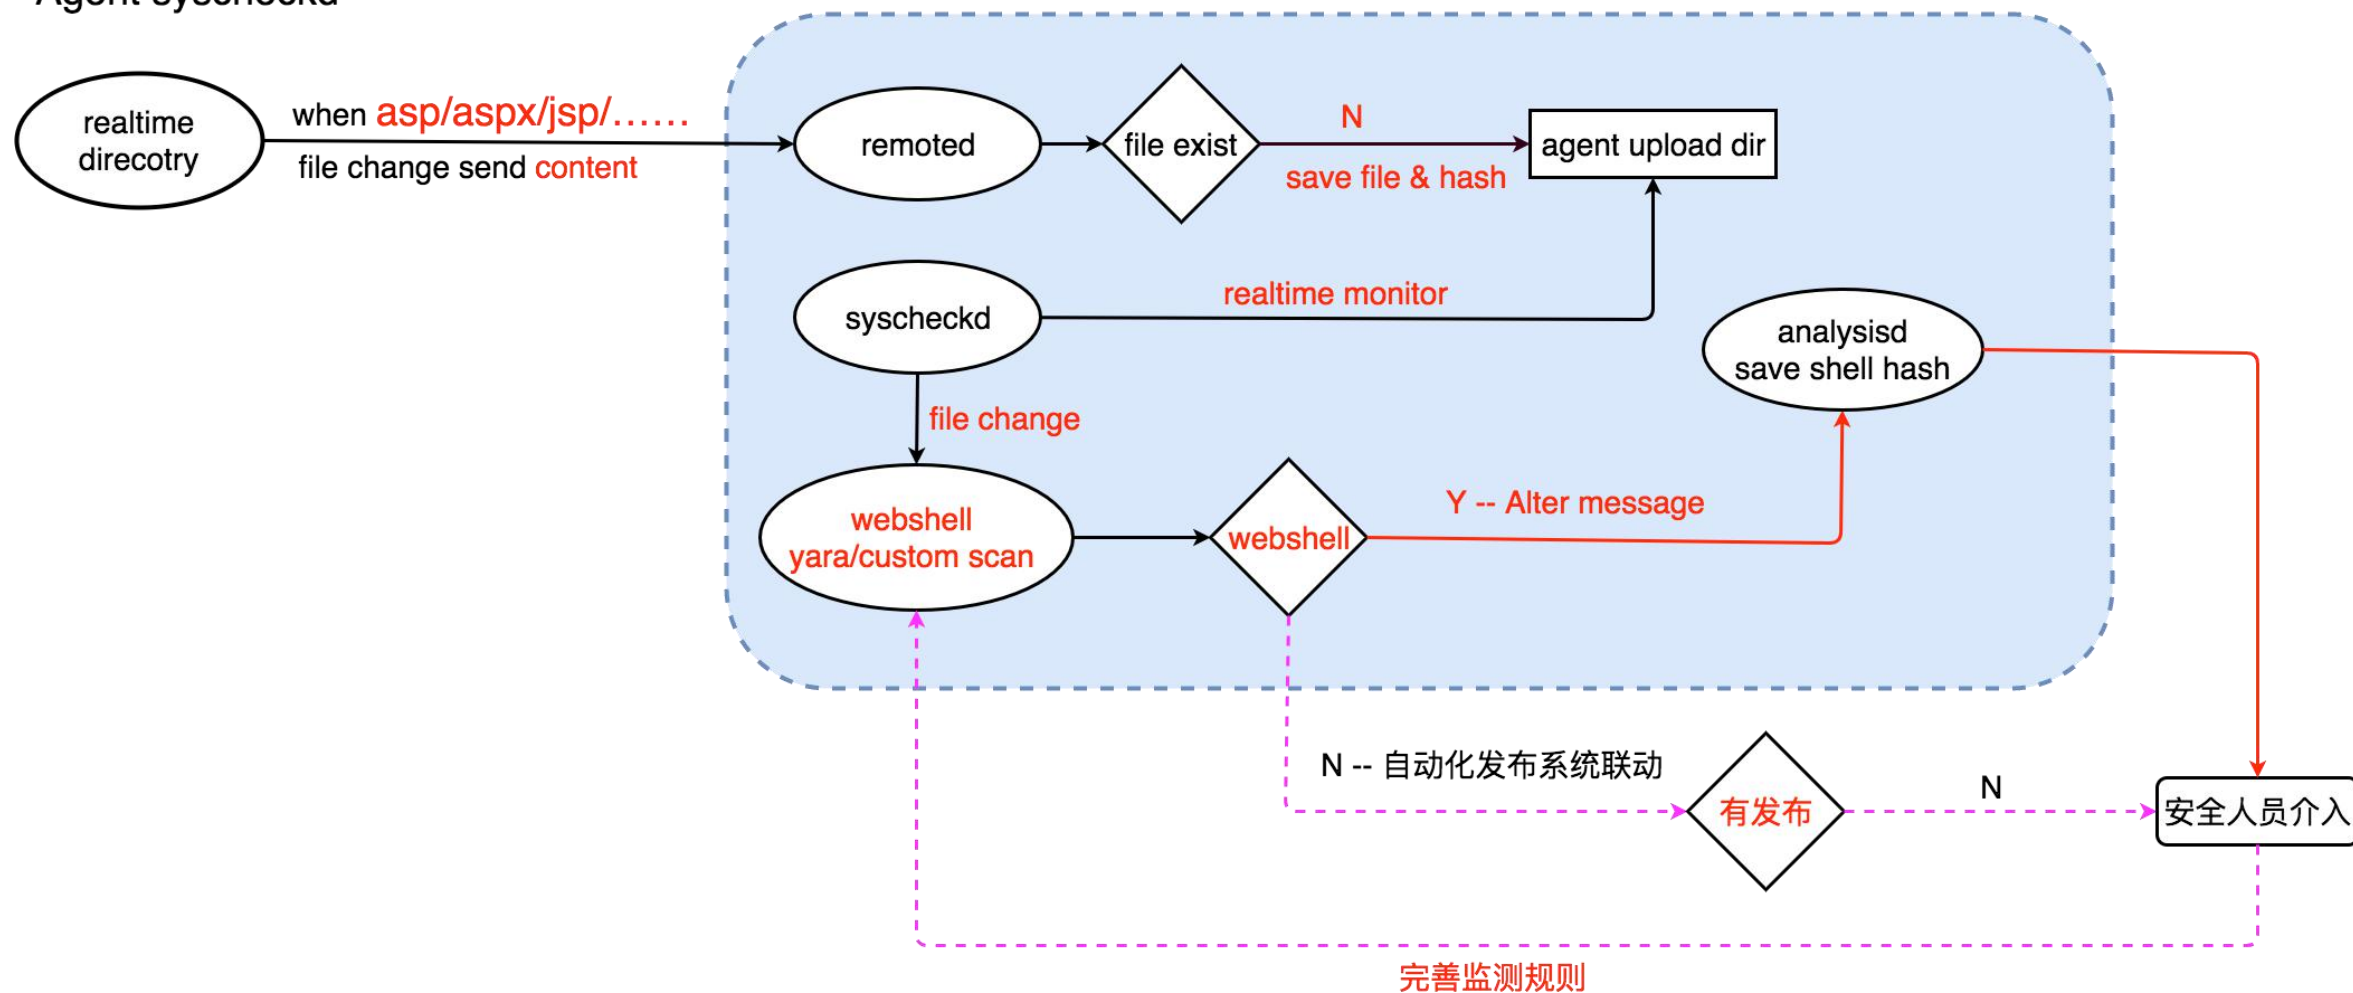 Agent syscheckd
realtime
direcotry
when asp/aspx/jsp/......
file change send content
remoted
file exist
N
save file & hash
agent upload dir
syscheckd
realtime monitor
analysisd
save shell hash
file change
webshell
yara/custom scan
webshell
Y -- Alter message
N -- 自动化发布系统联动
有发布
N
安全人员介入
完善监测规则